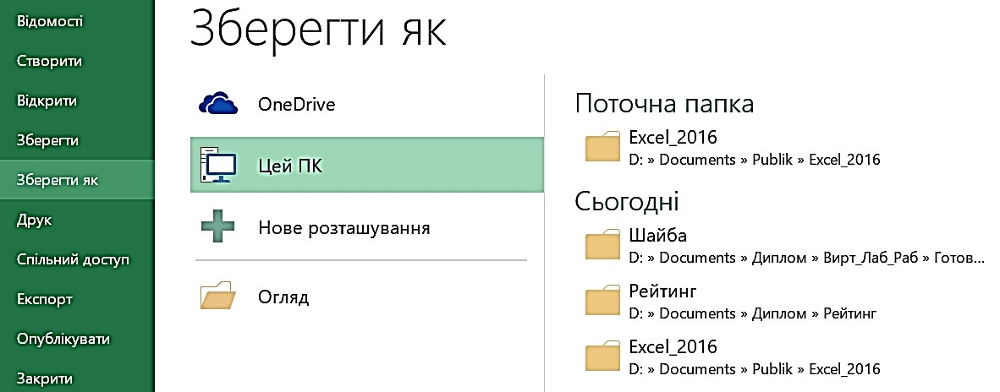 Відомості
Створити
Відкрити
Зберегти
Зберегти як
Друк
Спільний доступ
Експорт
Опублікувати
Закрити
Зберегти як
OneDrive
Цей ПК
Нове розташування
Огляд
Поточна папка
Excel_2016
D: » Documents » Publik » Excel_2016
Сьогодні
Шайба
D: » Documents » Диплом » Вирт_Лаб_Раб » Готов...
Рейтинг
D: » Documents » Диплом » Рейтинг
Excel_2016
D: » Documents » Publik » Excel_2016